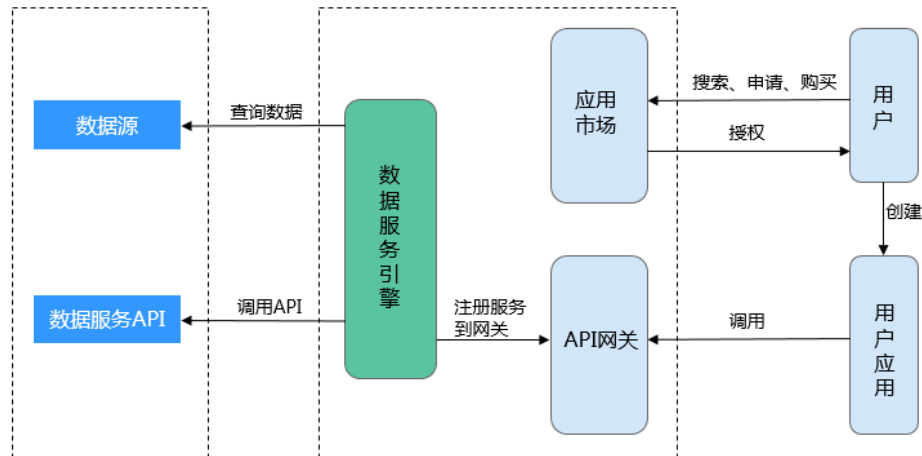 搜索、申请、购买
应用
市场
用户
查询数据
数据源
授权
数据服务引擎
创建
数据服务API
调用API
注册服务
到网关
API网关
调用
用户应用